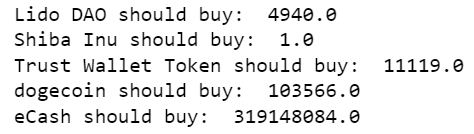 Lido DAO should buy:  4940.0
Shiba Inu should buy:  1.0
Trust Wallet Token should buy:  11119.0
dogecoin should buy:  103566.0
eCash should buy:  319148084.0